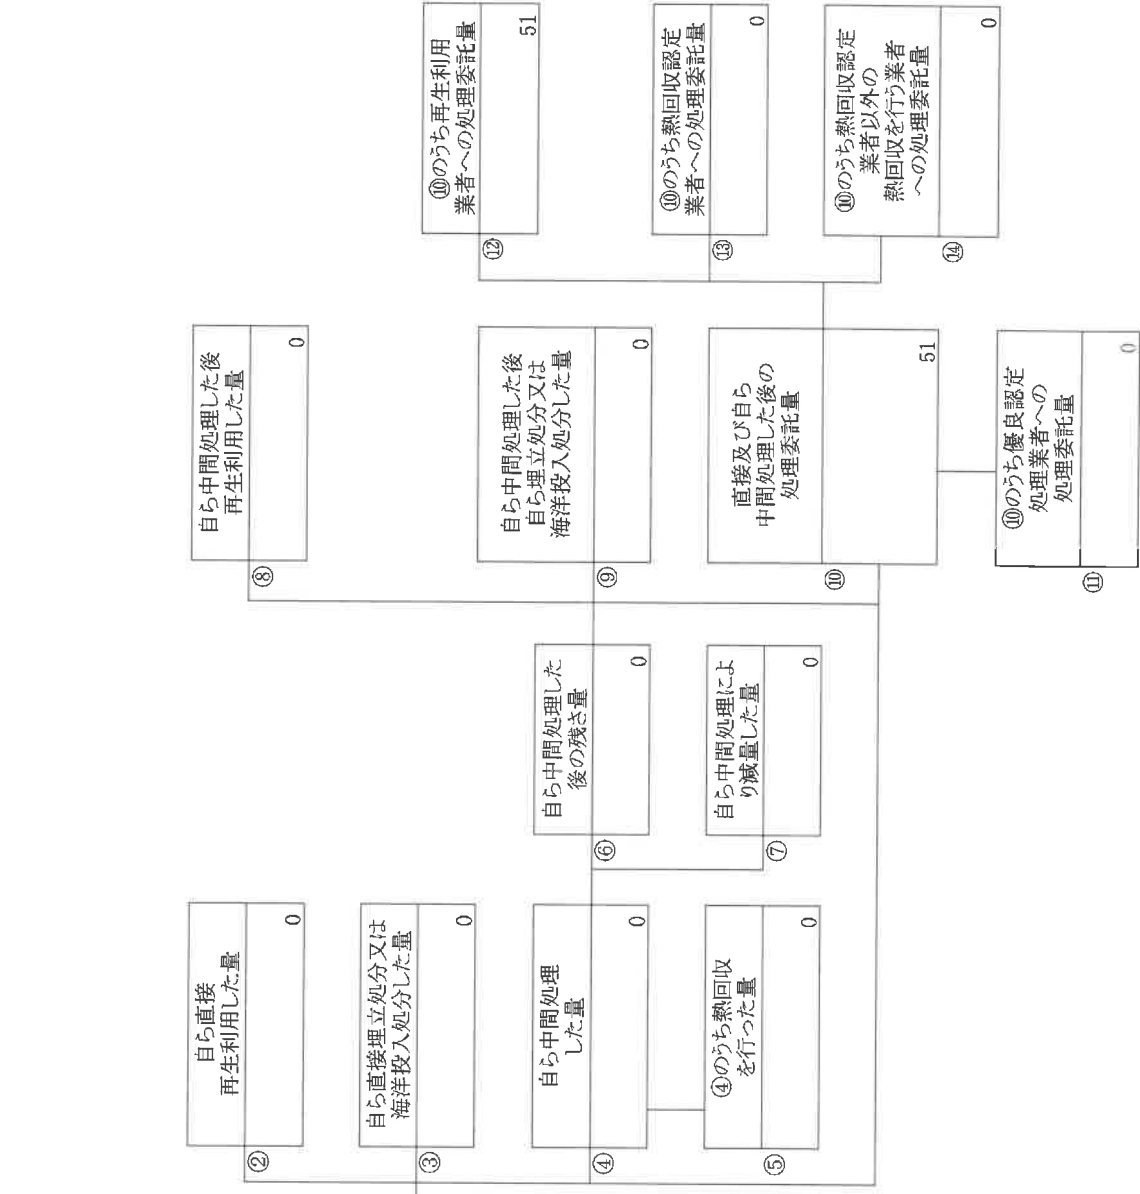 ②
自ら直接
再生利用した量
0
③
自ら直接埋立処分又は
海洋投入処分した量
0
④
自ら中間処理
した量
0
⑤
④のうち熱回収
を行った量
0
⑥
自ら中間処理した
後の残さ量
0
⑦
自ら中間処理によ
り減量した量
0
⑧
自ら中間処理した後
再生利用した量
0
⑨
自ら中間処理した後
自ら埋立処分又は
海洋投入処分した量
0
⑩
直接及び自ら
中間処理した後の
処理委託量
51
⑪
⑩のうち優良認定
処理業者への
処理委託量
0
⑫
⑩のうち再生利用
業者への処理委託量
51
⑬
⑩のうち熱回収認定
業者への処理委託量
0
⑭
⑩のうち熱回収認定
業者以外の
熱回収を行う業者
への処理委託量
0